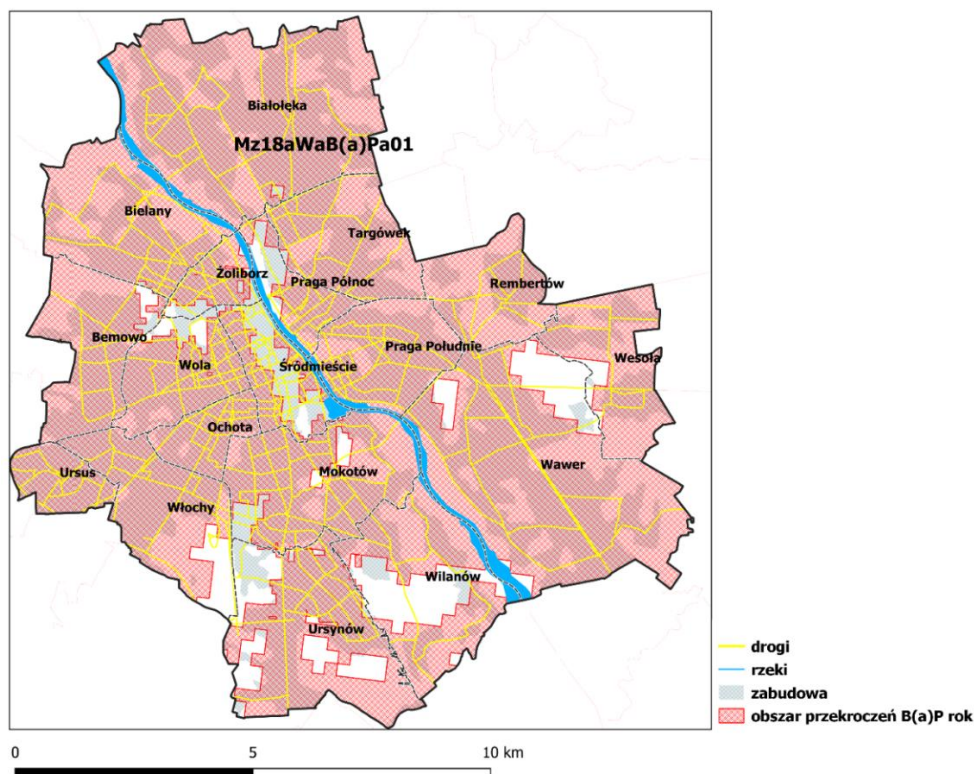 Białołęka
Mz18aWaB(a)Pa01
Bielany
Targówek
Żoliborz
Praga Północ
Rembertów
Bemowo
Praga Południe
Wesoła
Wola
Śródmieście
Ochota
Ursus
Mokotów
Wawer
Włochy
Wilanów
Ursynów
drogi
rzeki
zabudowa
obszar przekroczeń B(a)P rok
0 5 10 km